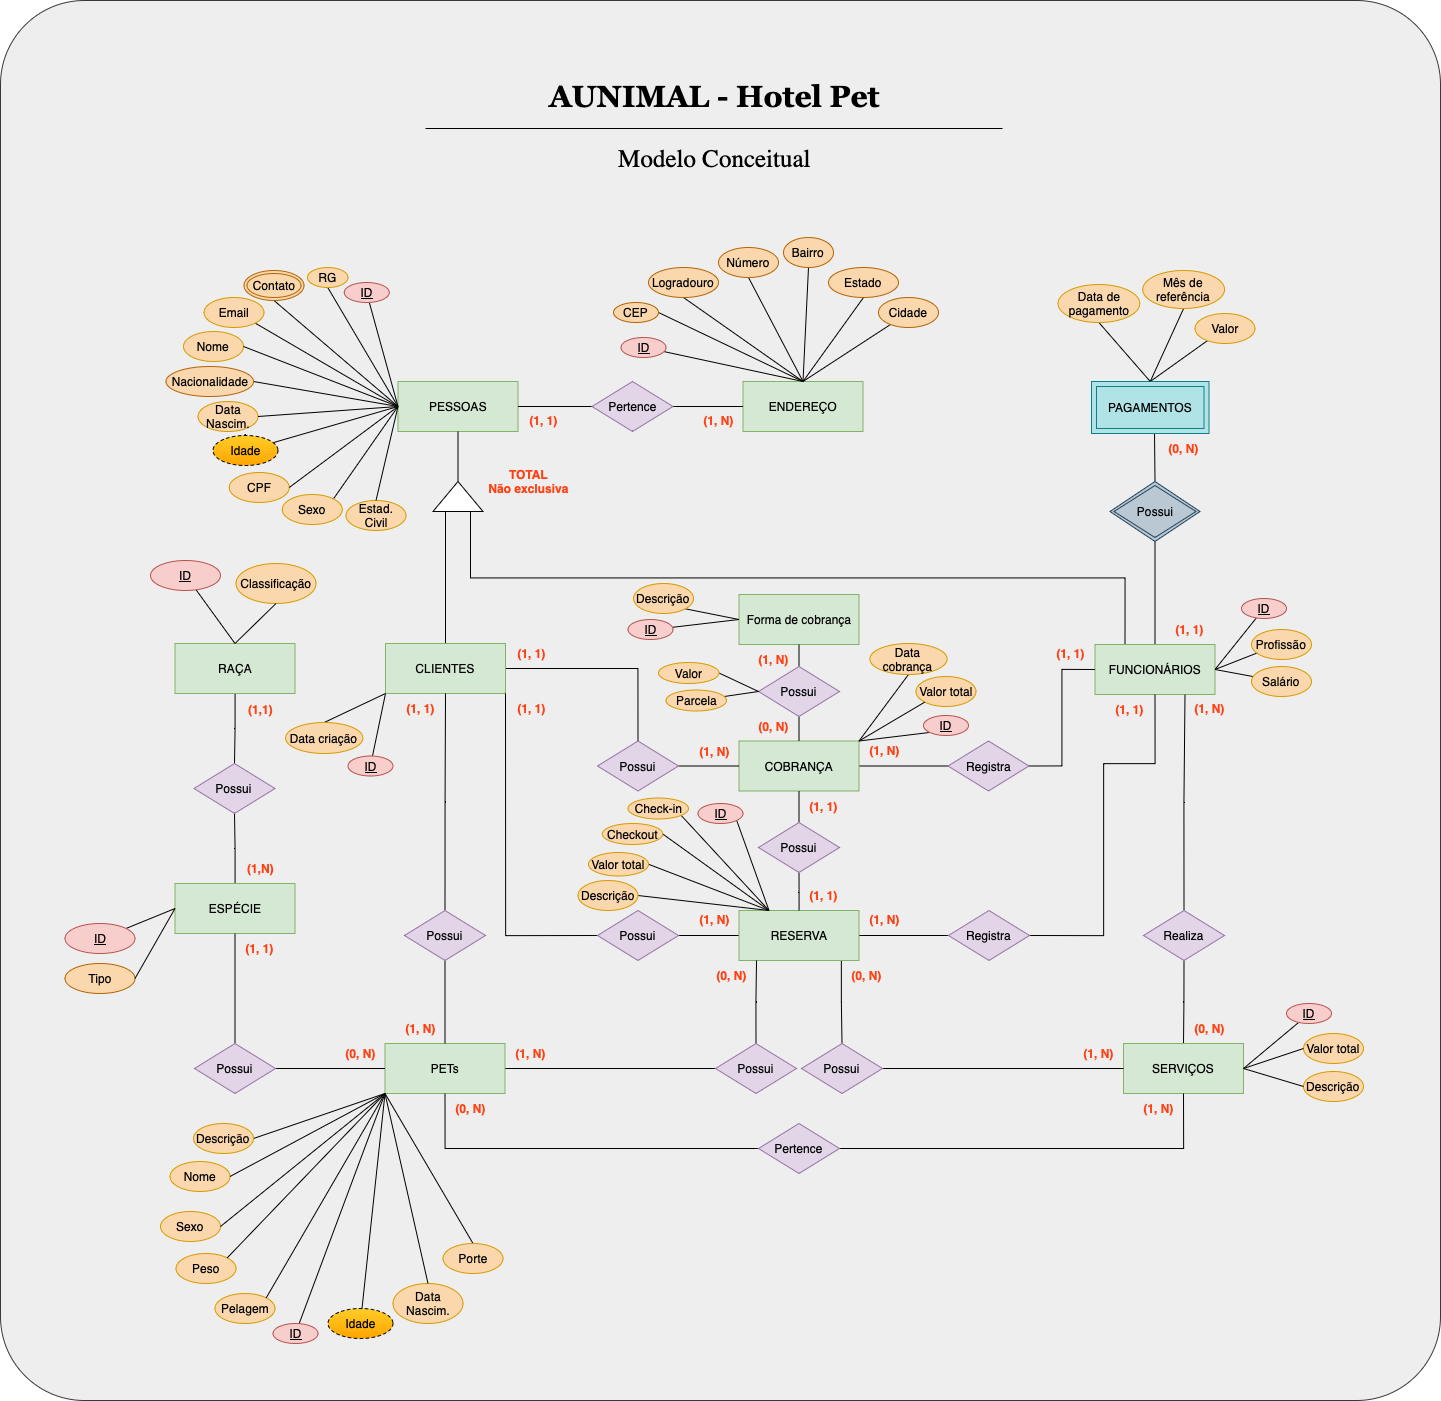 AUNIMAL - Hotel Pet
Modelo Conceitual
Contato
RG
ID
Email
Nome
Nacionalidade
Data
Nascim.
Idade
CPF
Sexo
Estad.
Civil
PESSOAS
(1, 1)
Pertence
(1, N)
ENDEREÇO
ID
CEP
Logradouro
Número
Bairro
Estado
Cidade
Data de
pagamento
Mês de
referência
Valor
PAGAMENTOS
(0, N)
Possui
TOTAL
Não exclusiva
ID
Classificação
RAÇA
(1,1)
Possui
(1,N)
ESPÉCIE
ID
Tipo
(1, 1)
Possui
(0, N)
CLIENTES
(1, 1)
(1, 1)
(1, 1)
Data criação
ID
Descrição
ID
Forma de cobrança
(1, N)
Valor
Parcela
Possui
(0, N)
Data
cobrança
Valor total
ID
Possui
(1, N)
COBRANÇA
(1, N)
Registra
(1, 1)
(1, 1)
FUNCIONÁRIOS
ID
Profissão
Salário
(1, 1)
(1, N)
(1, 1)
Possui
(1, 1)
Check-in
ID
Checkout
Valor total
Descrição
Possui
(1, N)
RESERVA
(1, N)
Registra
Realiza
(0, N)
(0, N)
Possui
(1, N)
PETs
(1, N)
Possui
Possui
(1, N)
(0, N)
SERVIÇOS
ID
Valor total
Descrição
(0, N)
Pertence
(1, N)
Descrição
Nome
Sexo
Peso
Pelagem
ID
Idade
Data
Nascim.
Porte